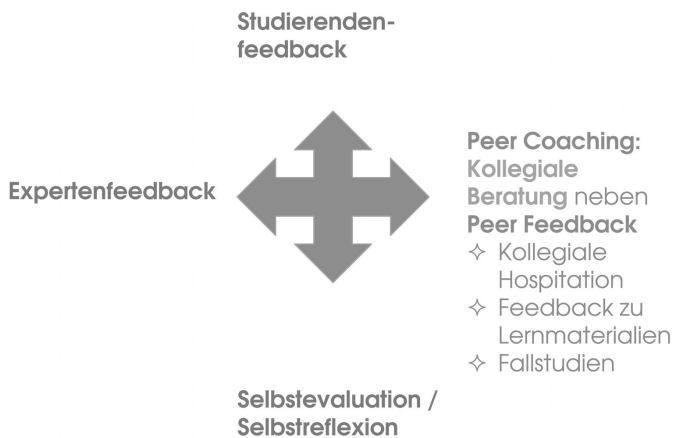 Studierenden-
feedback
Expertenfeedback
Peer Coaching:
Kollegiale
Beratung neben
Peer Feedback
✧ Kollegiale
Hospitation
✧ Feedback zu
Lernmaterialien
✧ Fallstudien
Selbstevaluation /
Selbstreflexion